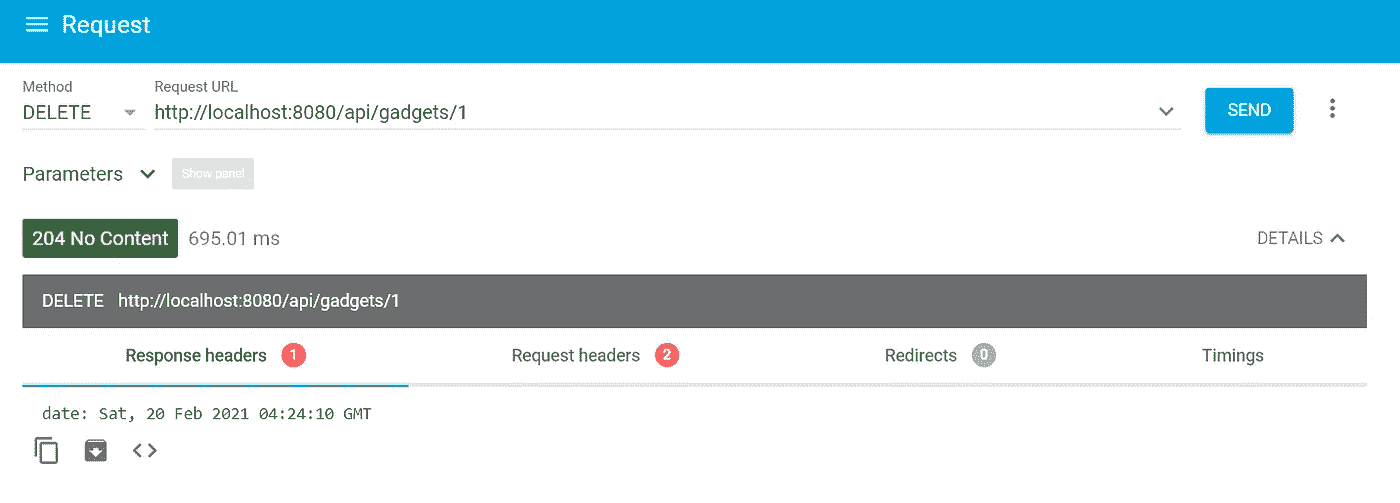 Request
Method Request URL
DELETE http://localhost:8080/api/gadgets/1 SEND
Parameters Show panel
204 No Content 695.01 ms DETAILS
DELETE http://localhost:8080/api/gadgets/1
Response headers 1 Request headers 2 Redirects 0 Timings
date: Sat, 20 Feb 2021 04:24:10 GMT